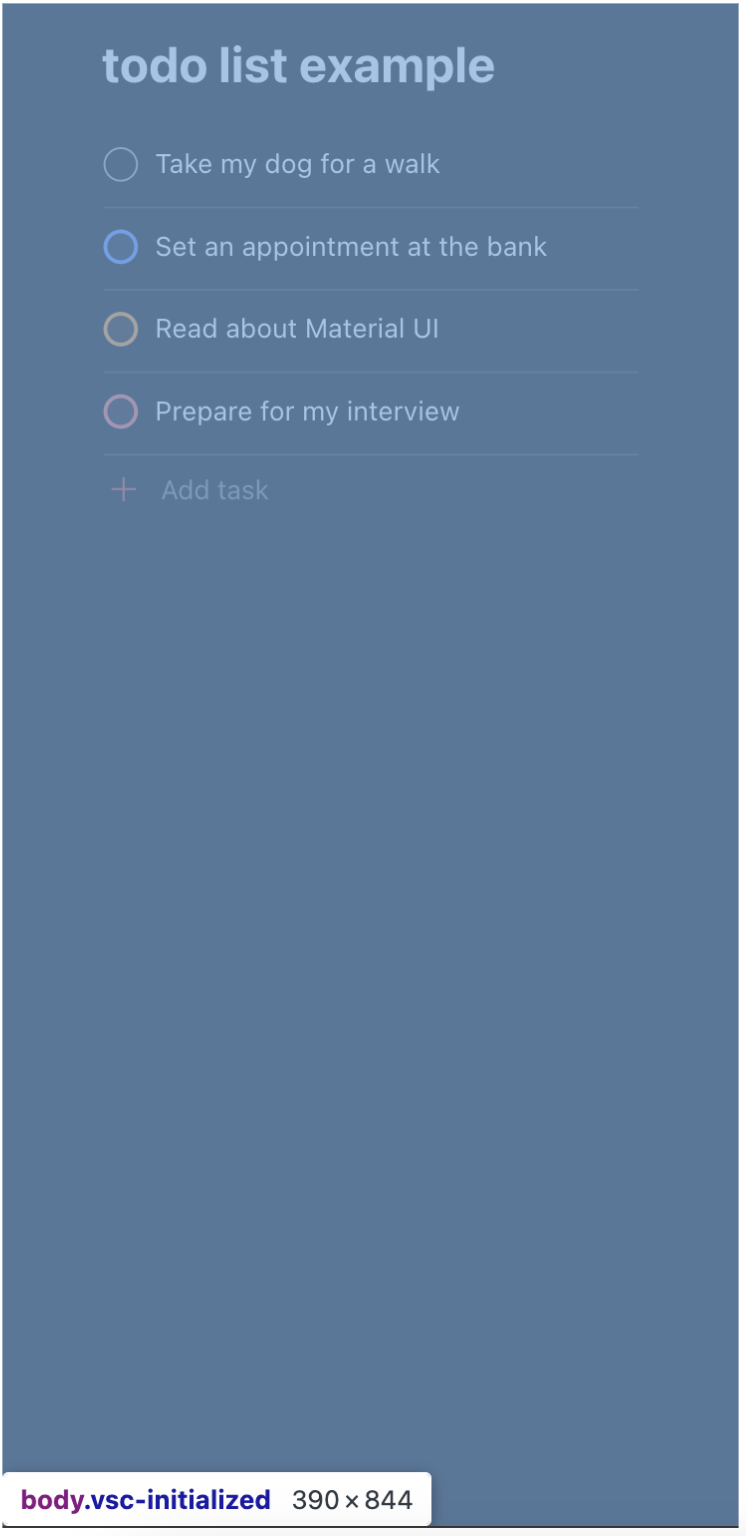 todo list example
Take my dog for a walk
Set an appointment at the bank
Read about Material UI
Prepare for my interview
+ Add task
body.vsc-initialized 390×844